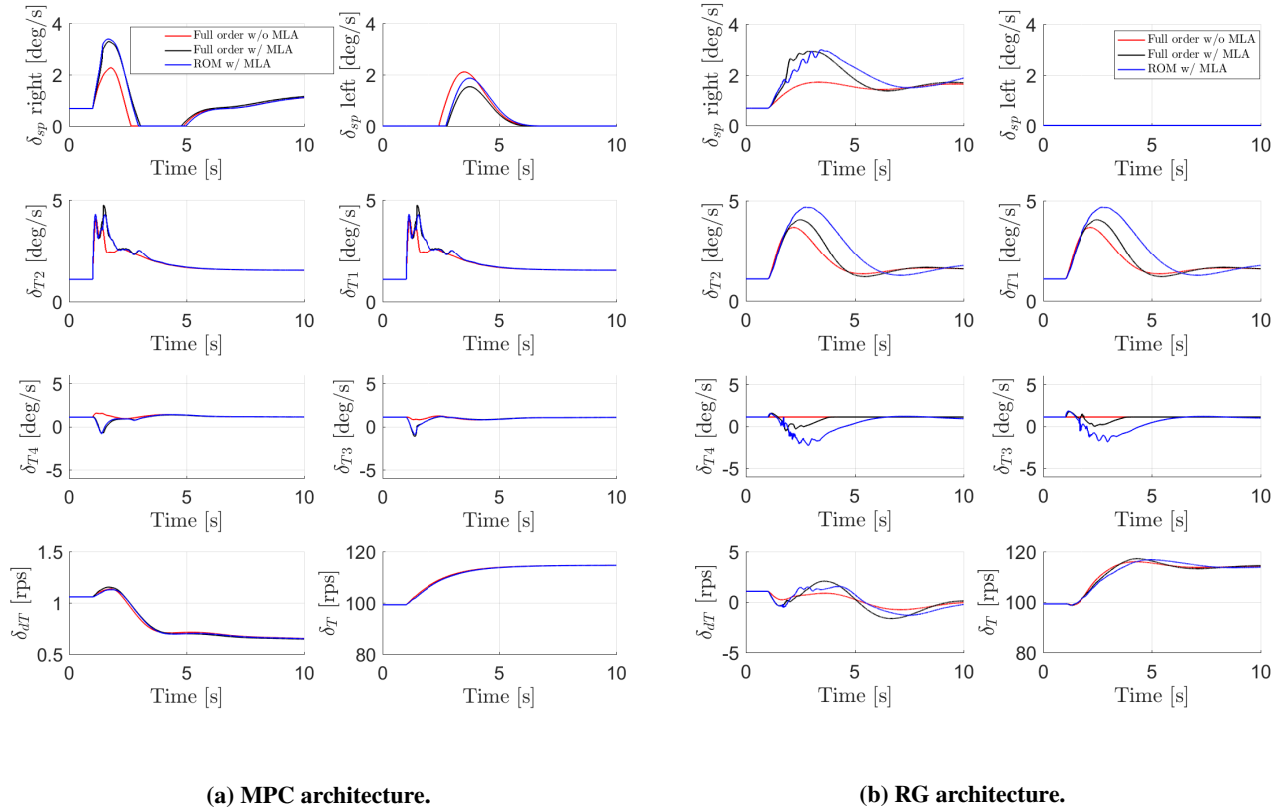 4
2
0
0
5
10
δsp right [deg/s]
Time [s]
Full order w/o MLA
Full order w/ MLA
ROM w/ MLA
4
2
0
0
5
10
δsp left [deg/s]
Time [s]
5
0
0
5
10
δT2 [deg/s]
Time [s]
5
0
0
5
10
δT1 [deg/s]
Time [s]
5
0
-5
0
5
10
δT4 [deg/s]
Time [s]
5
0
-5
0
5
10
δT3 [deg/s]
Time [s]
1.5
1
0.5
0
5
10
δdT [rps]
Time [s]
120
100
80
0
5
10
δT [rps]
Time [s]
(a) MPC architecture.
4
2
0
0
5
10
δsp right [deg/s]
Time [s]
4
2
0
0
5
10
δsp left [deg/s]
Time [s]
Full order w/o MLA
Full order w/ MLA
ROM w/ MLA
5
0
0
5
10
δT2 [deg/s]
Time [s]
5
0
0
5
10
δT1 [deg/s]
Time [s]
5
0
-5
0
5
10
δT4 [deg/s]
Time [s]
5
0
-5
0
5
10
δT3 [deg/s]
Time [s]
5
0
-5
0
5
10
δdT [rps]
Time [s]
120
100
80
0
5
10
δT [rps]
Time [s]
(b) RG architecture.